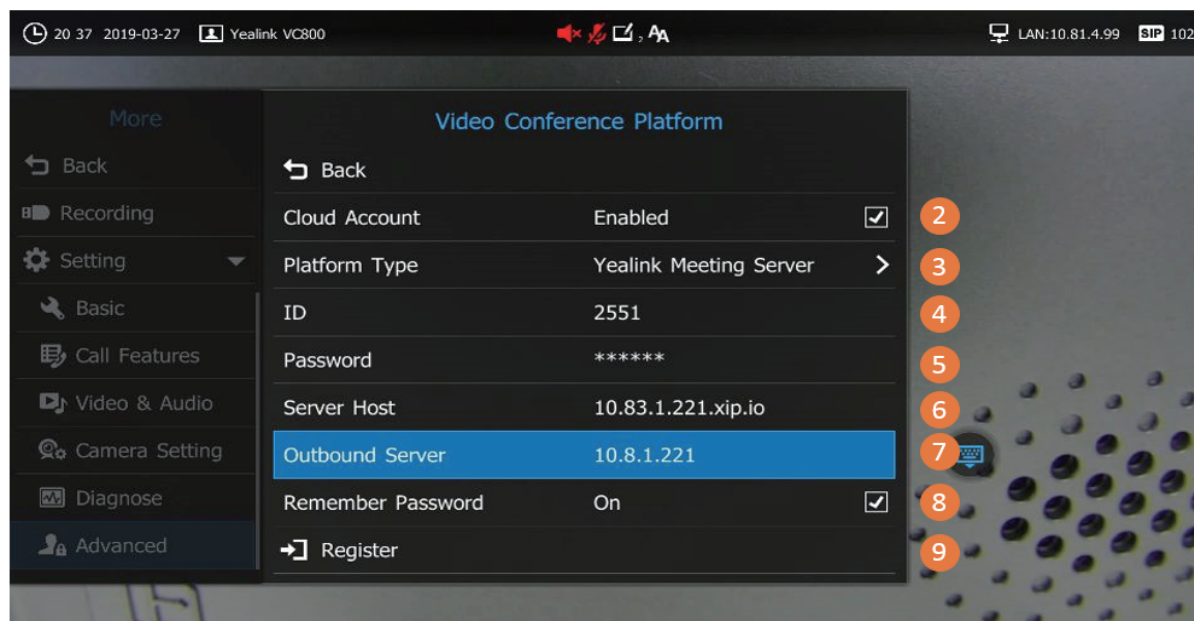 20 37 2019-03-27 Yealink VC800 AA LAN:10.81.4.99 SIP 102
More
Back
Recording
Setting
Basic
Call Features
Video & Audio
Camera Setting
Diagnose
Advanced
Video Conference Platform
Back
Cloud Account Enabled 2
Platform Type Yealink Meeting Server 3
ID 2551 4
Password ****** 5
Server Host 10.83.1.221.xip.io 6
Outbound Server 10.8.1.221 7
Remember Password On 8
Register 9